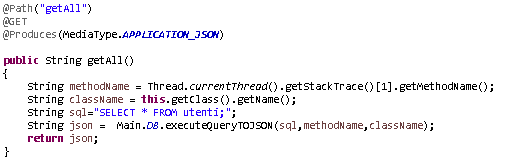 @Path("getAll")
@GET
@Produces(MediaType.APPLICATION_JSON)
public String getAll()
{
String methodName = Thread.currentThread().getStackTrace()[1].getMethodName();
String className = this.getClass().getName();
String sql="SELECT * FROM utenti;";
String json = Main.DB.executeQueryTOJSON(sql,methodName,className);
return json;
}